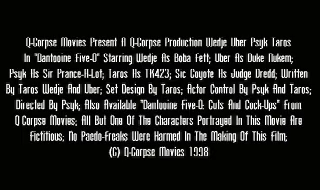 Q-Corpse Movies Present A Q-Corpse Production Wedje Uber Psyk Taros
In "Dantooine Five-O" Starring Wedje As Boba Fett; Uber As Duke Nukem;
Psyk As Sir Prance-A-Lot; Taros As TK423; Sic Coyote As Judge Dredd; Written
By Taros Wedje And Uber; Set Design By Taros; Actor Control By Psyk And Taros;
Directed By Psyk; Also Available "Dantooine Five-O: Cuts And Cock-Ups" From
Q Corpse Movies; All But One Of The Characters Portrayed In This Movie Are
Fictitious; No Paedo-Freaks Were Harmed In The Making Of This Film;
(C) Q-Corpse Movies 1998